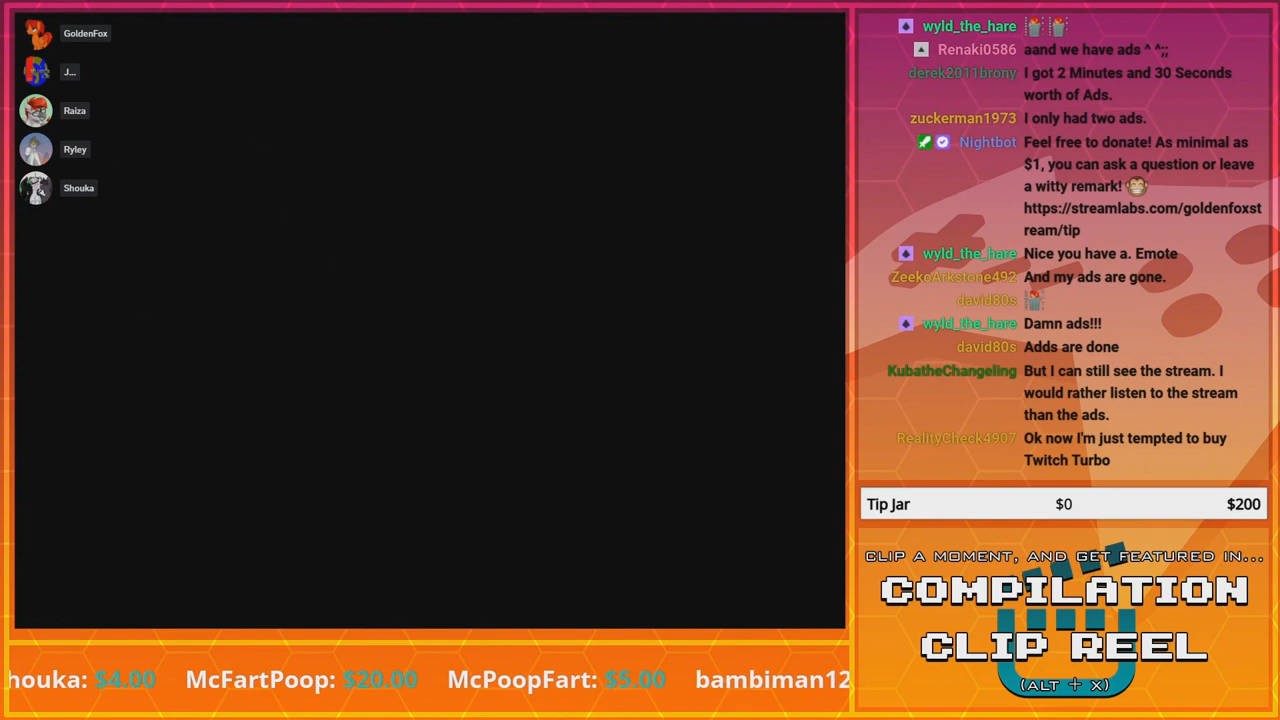 GoldenFox
J...
Raiza
Ryley
Shouka
wyld_the_hare
Renaki0586 aand we have ads ^ ^;;
derek2011brony I got 2 Minutes and 30 Seconds
worth of Ads.
zuckerman1973 I only had two ads.
Nightbot Feel free to donate! As minimal as
$1, you can ask a question or leave
a witty remark!
https://streamlabs.com/goldenfoxst
ream/tip
wyld_the_hare Nice you have a. Emote
ZeekoArkstone492 And my ads are gone.
david80s
wyld_the_hare Damn ads!!!
david80s Adds are done
KubatheChangeling But I can still see the stream. I
would rather listen to the stream
than the ads.
RealityCheck4907 Ok now I'm just tempted to buy
Twitch Turbo
Tip Jar $0 $200
CLIP A MOMENT, AND GET FEATURED IN...
COMPILATION
CLIP REEL
(ALT + X)
houka: $4.00 McFartPoop: $20.00 McPoopFart: $5.00 bambiman12